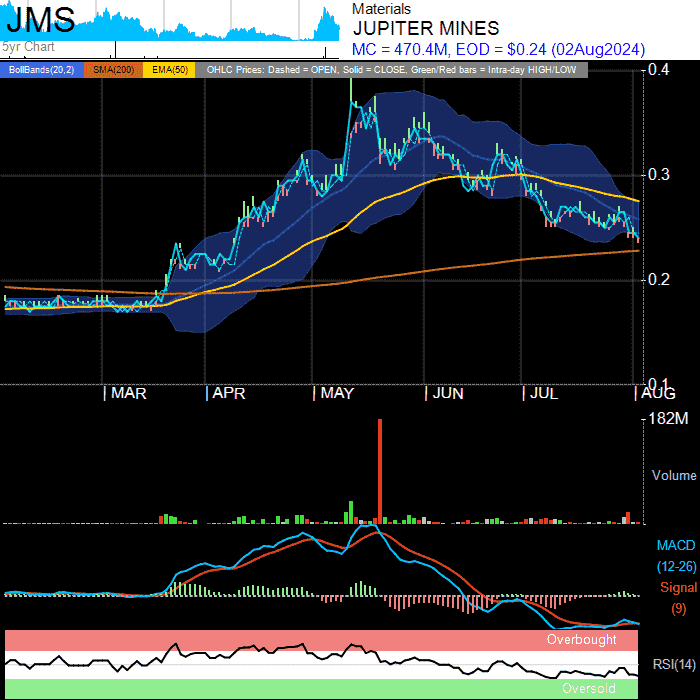 JMS
5yr Chart
Materials
JUPITER MINES
MC = 470.4M, EOD = $0.24 (02Aug2024)
BollBands(20,2) SMA(200) EMA(50) OHLC Prices: Dashed = OPEN, Solid = CLOSE, Green/Red bars = Intra-day HIGH/LOW
0.4
0.3
0.2
0.1
MAR APR MAY JUN JUL AUG
182M
Volume
MACD
(12-26)
Signal
(9)
Overbought
RSI(14)
Oversold